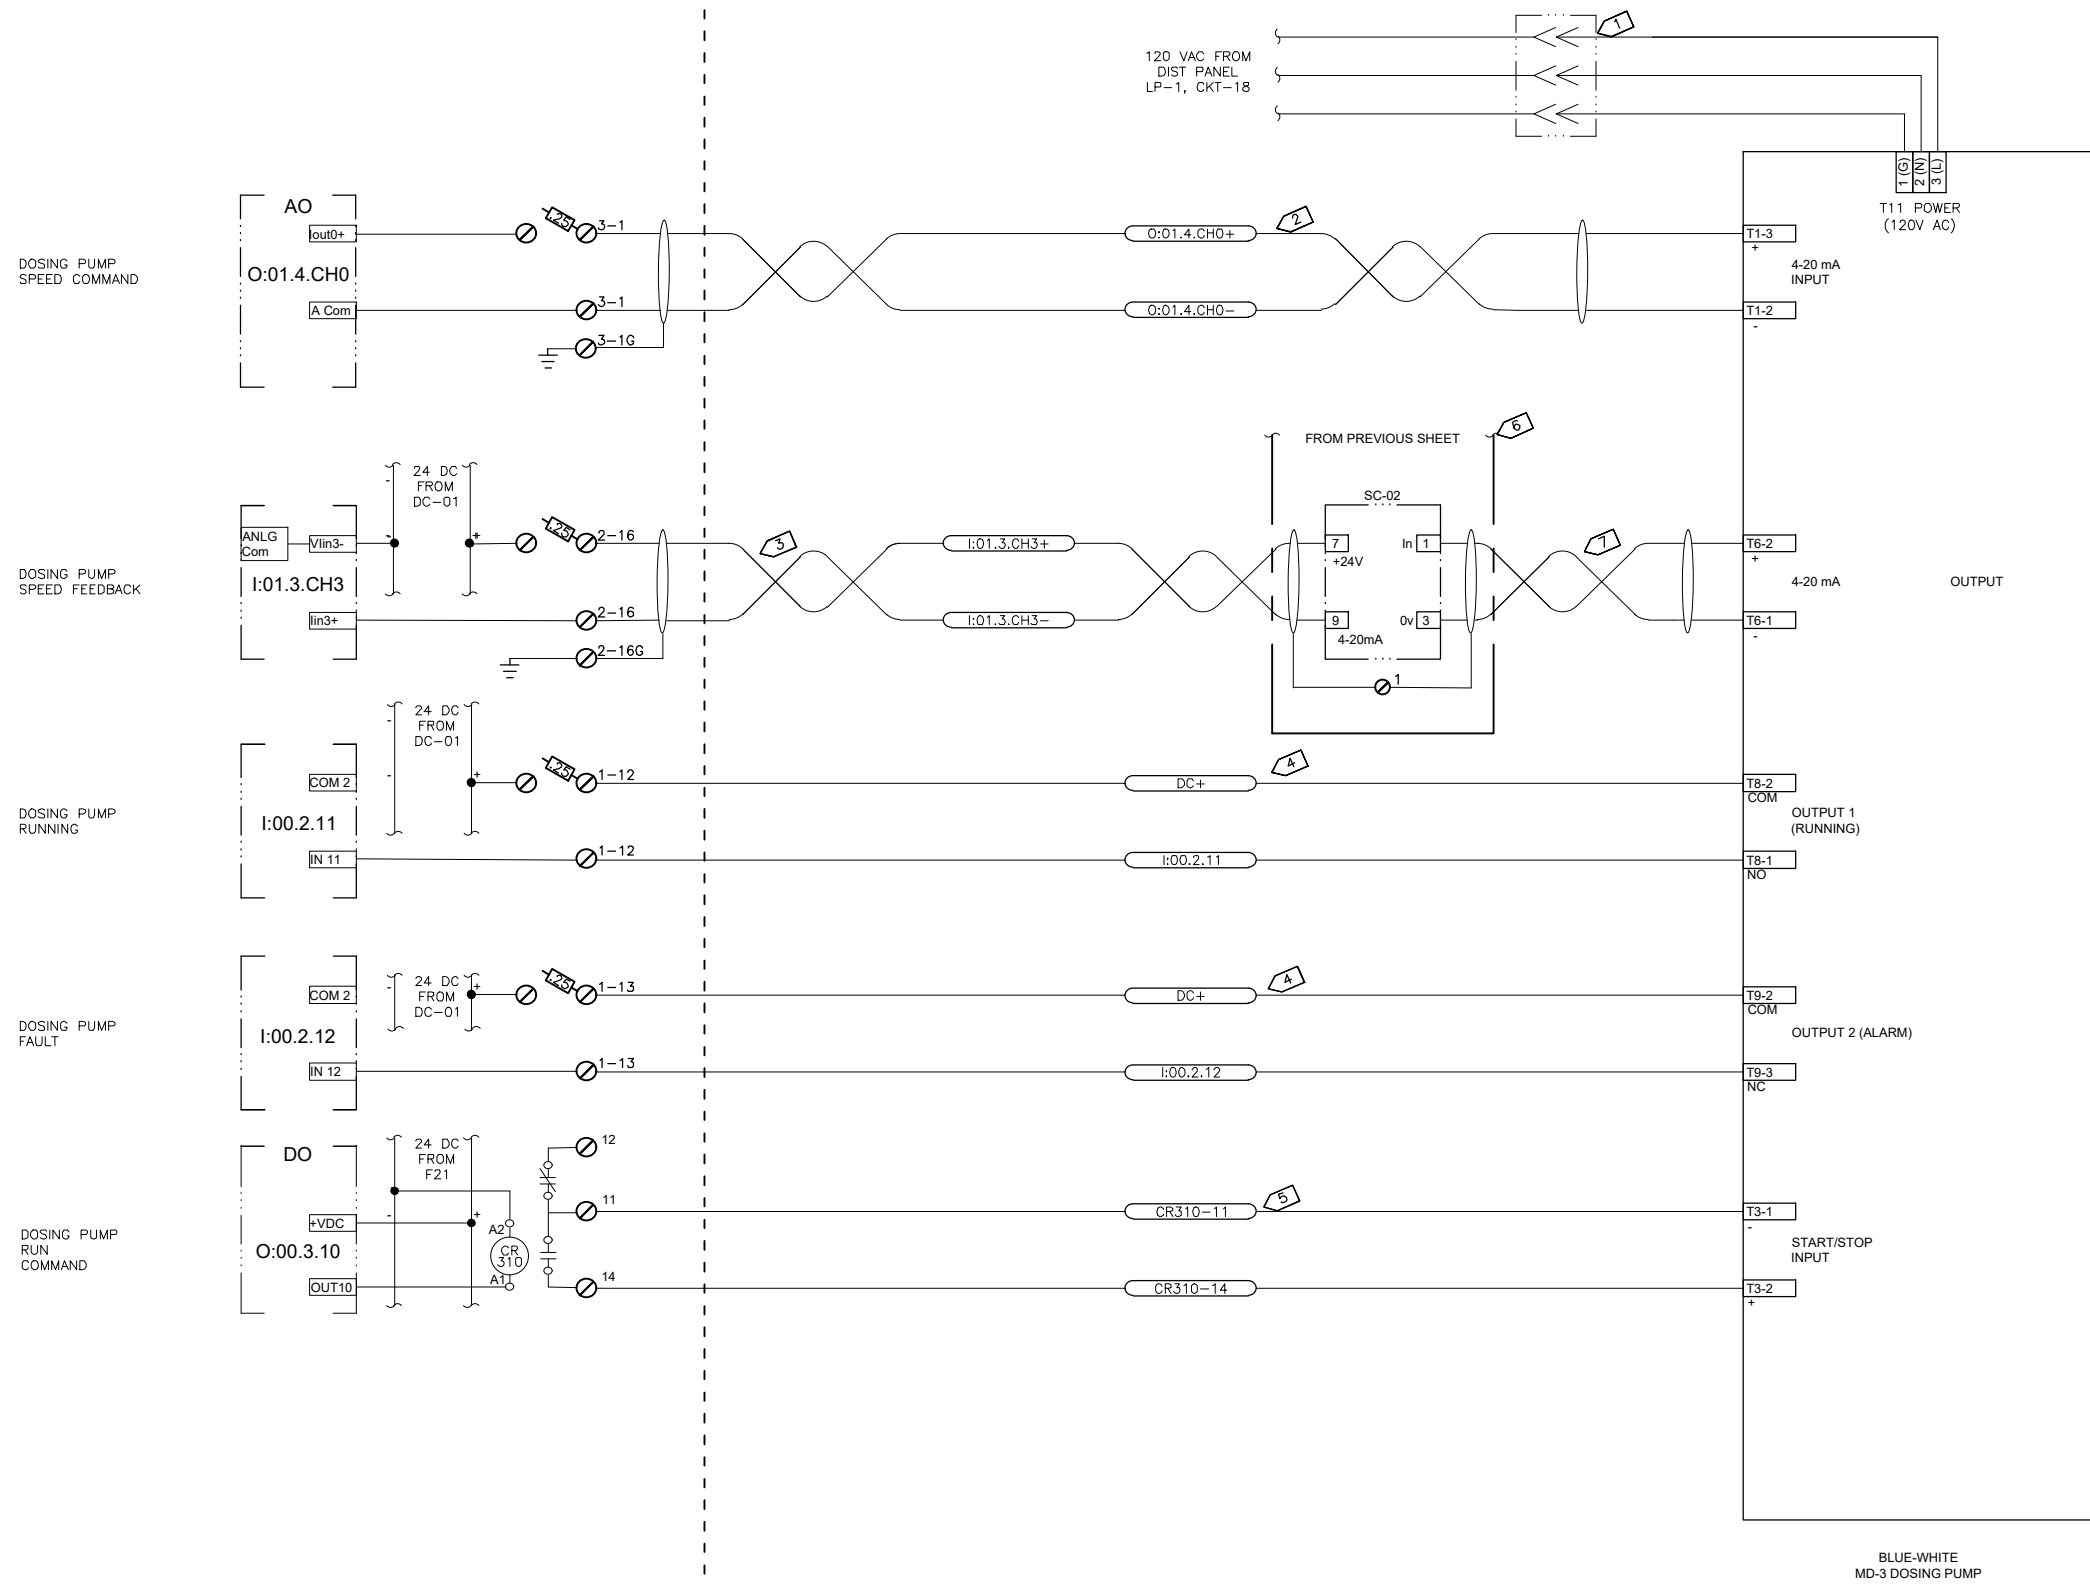 120 VAC FROM
DIST PANEL
LP-1, CKT-18
1
1 (G)
2 (N)
3 (L)
T11 POWER
(120V AC)
DOSING PUMP
SPEED COMMAND
AO
Iout0+
O:01.4.CH0
A Com
.25
3-1
3-1
3-1G
O:01.4.CH0+
2
O:01.4.CH0-
T1-3
+
4-20 mA
INPUT
T1-2
-
DOSING PUMP
SPEED FEEDBACK
ANLG
Com
VIin3-
I:01.3.CH3
Iin3+
-
24 DC
FROM
DC-01
-
+
.25
2-16
2-16
2-16G
3
I:01.3.CH3+
I:01.3.CH3-
FROM PREVIOUS SHEET
6
SC-02
7
+24V
In 1
9
4-20mA
0v 3
1
7
T6-2
+
4-20 mA
OUTPUT
T6-1
-
DOSING PUMP
RUNNING
COM 2
I:00.2.11
IN 11
-
24 DC
FROM
DC-01
-
+
.25
1-12
1-12
DC+
4
I:00.2.11
T8-2
COM
OUTPUT 1
(RUNNING)
T8-1
NO
DOSING PUMP
FAULT
COM 2
I:00.2.12
IN 12
-
24 DC
FROM
DC-01
+
.25
1-13
1-13
DC+
4
I:00.2.12
T9-2
COM
OUTPUT 2 (ALARM)
T9-3
NC
DOSING PUMP
RUN
COMMAND
DO
+VDC
O:00.3.10
OUT10
24 DC
FROM
F21
-
+
A2
CR
310
A1
12
11
14
CR310-11
5
CR310-14
T3-1
-
START/STOP
INPUT
T3-2
+
BLUE-WHITE
MD-3 DOSING PUMP